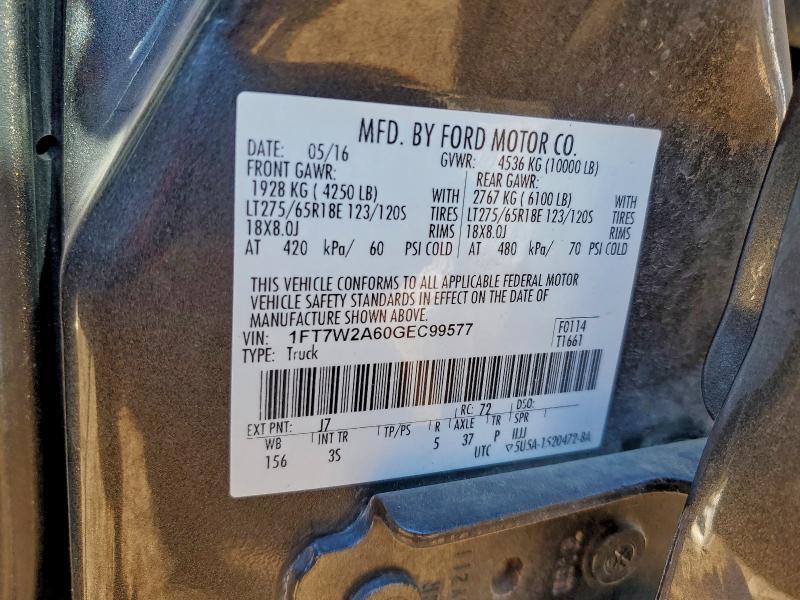 MFD. BY FORD MOTOR CO.
DATE: 05/16 GVWR: 4536 KG (10000 LB)
FRONT GAWR: REAR GAWR:
1928 KG ( 4250 LB) WITH 2767 KG ( 6100 LB) WITH
LT275/65R18E 123/120S TIRES LT275/65R18E 123/120S TIRES
18X8.0J RIMS 18X8.0J RIMS
AT 420 kPa/ 60 PSI COLD AT 480 kPa/ 70 PSI COLD
THIS VEHICLE CONFORMS TO ALL APPLICABLE FEDERAL MOTOR
VEHICLE SAFETY STANDARDS IN EFFECT ON THE DATE OF
MANUFACTURE SHOWN ABOVE.
VIN: 1FT7W2A60GEC99577 F0114
TYPE: Truck T1661
EXT PNT: J7 RC: 72 DSO:
WB INT TR TP/PS R AXLE TR SPR
156 3S 5 37 P IIJJ
UTC ▽5U5A-1520472-BA